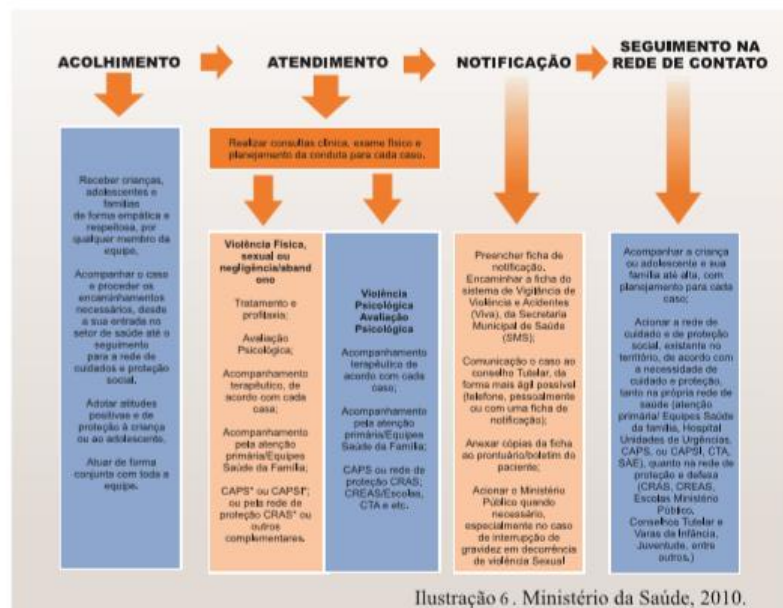 ACOLHIMENTO
ATENDIMENTO
NOTIFICAÇÃO
SEGUIMENTO NA
REDE DE CONTATO
Realizar consultas clínica, exame físico e
planejamento da conduta para cada caso.
Receber crianças,
adolescentes e
famílias
de forma empática e
respeitosa, por
qualquer membro da
equipe.
Acompanhar o caso
e proceder os
encaminhamentos
necessários, desde
a sua entrada no
setor de saúde até o
seguimento
para a rede de
cuidados e proteção
social.
Adotar atitudes
positivas e de
proteção à criança
ou ao adolescente.
Atuar de forma
conjunta com toda a
equipe.
Violência Física,
sexual ou
negligência/aband
ono
Tratamento e
profilaxia;
Avaliação
Psicológica;
Acompanhamento
terapêutico, de
acordo com cada
caso;
Acompanhamento
pela atenção
primária/Equipes
Saúde da Família;
CAPS* ou CAPSI*;
ou pela rede de
proteção CRAS* ou
outros
complementares.
Violência
Psicológica
Avaliação
Psicológica
Acompanhamento
terapêutico de
acordo com cada
caso;
Acompanhamento
pela atenção
primária/Equipes
Saúde da Família;
CAPS ou rede de
proteção CRAS;
CREAS/Escolas,
CTA e etc.
Preencher ficha de
notificação.
Encaminhar a ficha do
sistema de Vigilância de
Violência e Acidentes
(Viva), da Secretaria
Municipal de Saúde
(SMS);
Comunicação o caso ao
conselho Tutelar, da
forma mais ágil possível
(telefone, pessoalmente
ou com uma ficha de
notificação);
Anexar cópias da ficha
ao prontuário/boletim do
paciente;
Acionar o Ministério
Público quando
necessário,
especialmente no caso
de interrupção de
gravidez em decorrência
de violência Sexual
Acompanhar a criança
ou adolescente e sua
família até alta, com
planejamento para cada
caso;
Acionar a rede de
cuidado e de proteção
social, existente no
território, de acordo com
a necessidade de
cuidado e proteção,
tanto na própria rede de
saúde (atenção
primária/ Equipes Saúde
da família, Hospital
Unidades de Urgências,
CAPS, ou CAPSI, CTA,
SAE), quanto na rede de
proteção e defesa
(CRAS, CREAS,
Escolas Ministério
Público,
Conselhos Tutelar e
Varas da Infância,
Juventude, entre
outros.)
Ilustração 6 . Ministério da Saúde, 2010.